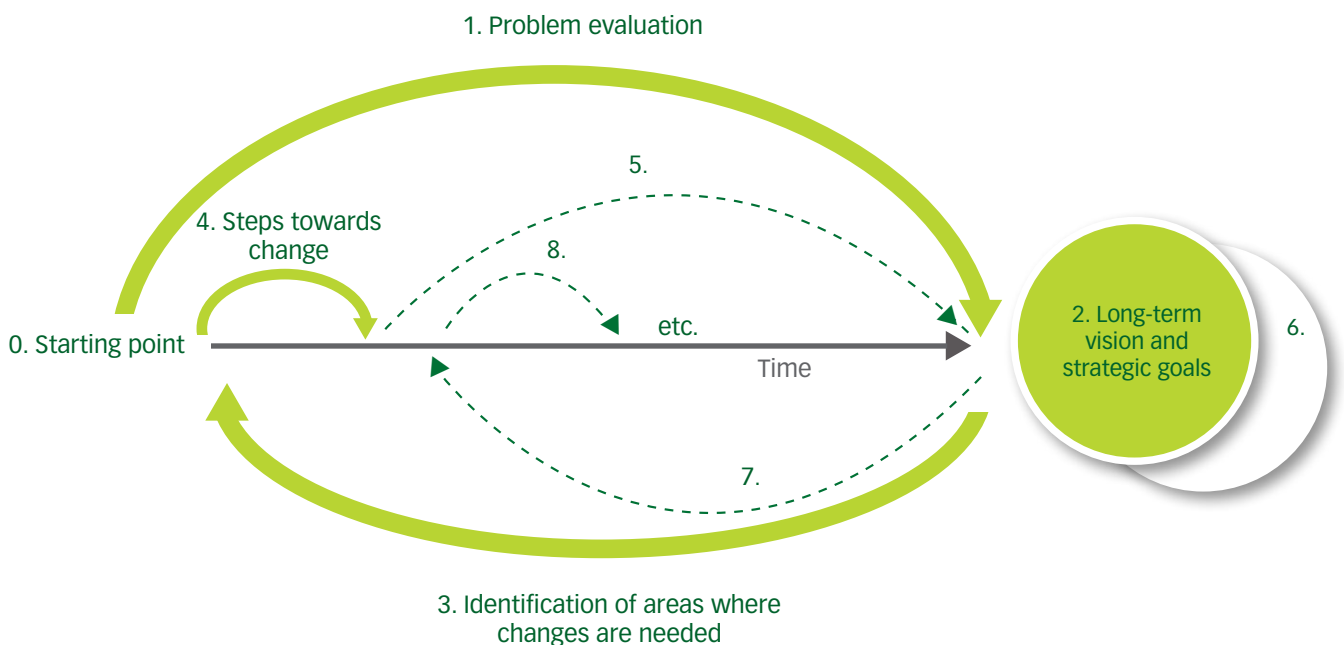 1. Problem evaluation
5.
4. Steps towards
change
8.
etc.
0. Starting point
Time
2. Long-term
vision and
strategic goals
6.
7.
3. Identification of areas where
changes are needed